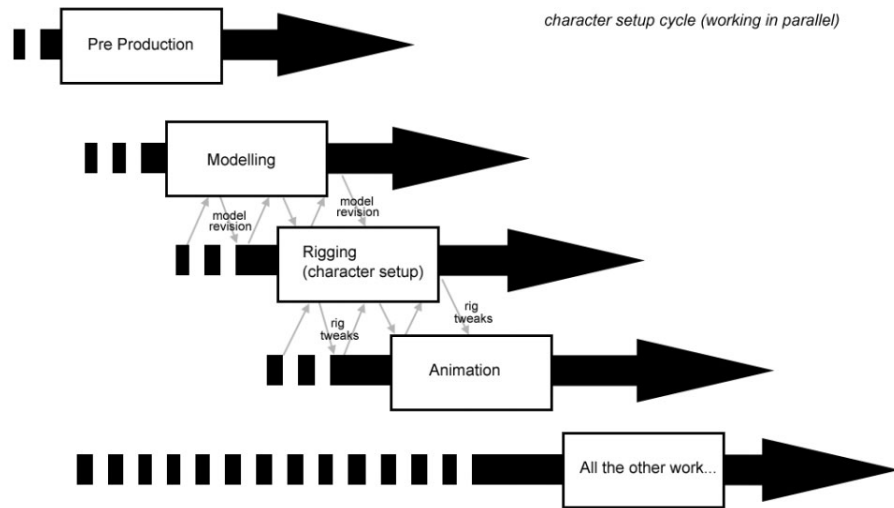 character setup cycle (working in parallel)
Pre Production
Modelling
model
revision
model
revision
Rigging
(character setup)
rig
tweaks
rig
tweaks
Animation
All the other work...